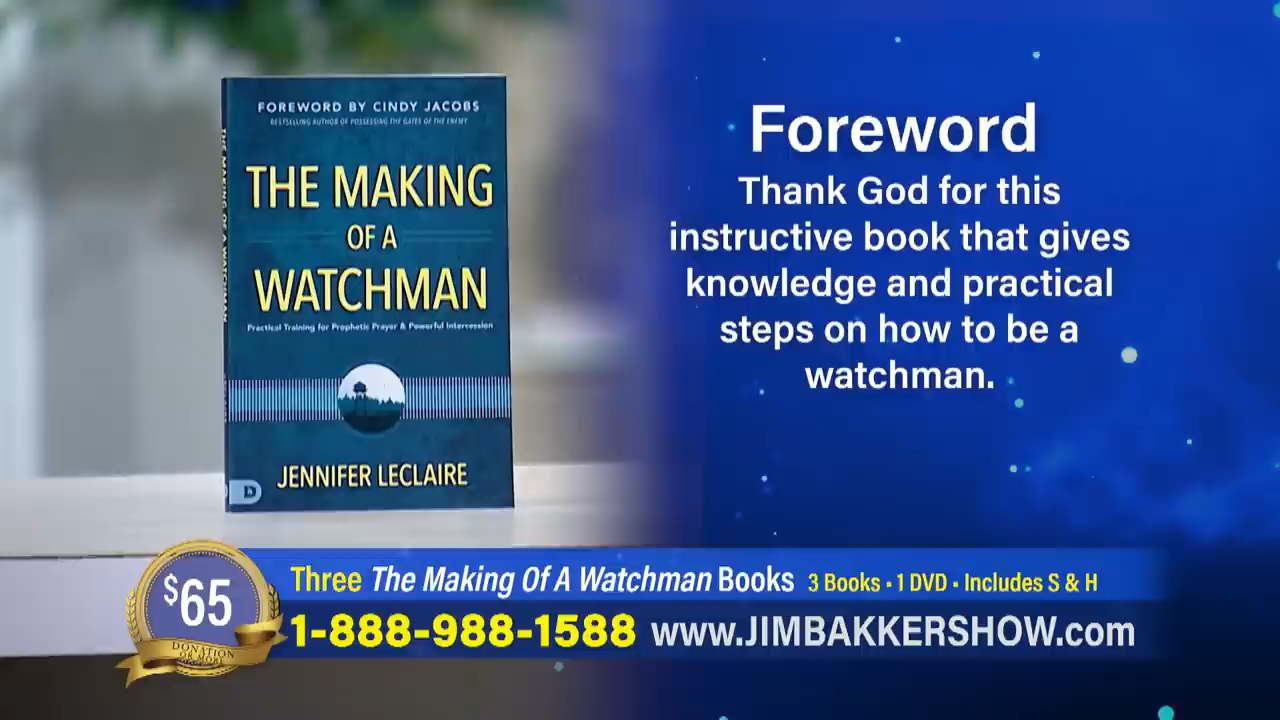 FOREWORD BY CINDY JACOBS
BESTSELLING AUTHOR OF POSSESSING THE GATES OF THE ENEMY
THE MAKING
OF A
WATCHMAN
Practical Training for Prophetic Prayer & Powerful Intercession
JENNIFER LECLAIRE
D
THE MAKING OF A WATCHMAN
Foreword
Thank God for this
instructive book that gives
knowledge and practical
steps on how to be a
watchman.
$65
DONATION
OR MORE
Three The Making Of A Watchman Books 3 Books • 1 DVD • Includes S & H
1-888-988-1588 www.JIMBAKKERSHOW.com